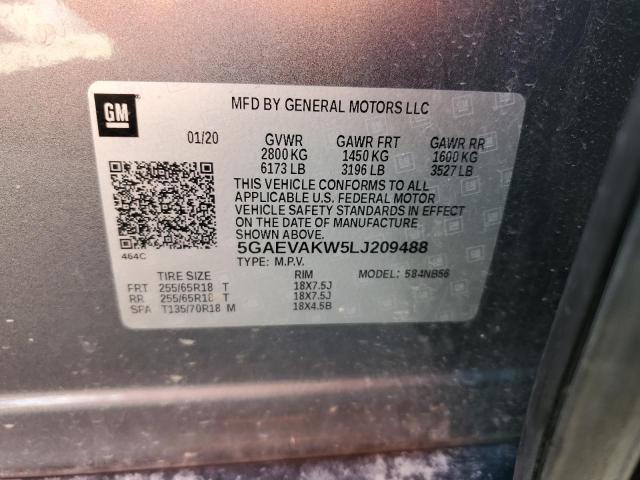 GM
MFD BY GENERAL MOTORS LLC
01/20 GVWR GAWR FRT GAWR RR
2800 KG 1450 KG 1600 KG
6173 LB 3196 LB 3527 LB
THIS VEHICLE CONFORMS TO ALL
APPLICABLE U.S. FEDERAL MOTOR
VEHICLE SAFETY STANDARDS IN EFFECT
ON THE DATE OF MANUFACTURE
SHOWN ABOVE.
464C
5GAEVAKW5LJ209488
TYPE: M.P.V. MODEL: 584NB56
TIRE SIZE RIM
FRT 255/65R18 T 18X7.5J
RR 255/65R18 T 18X7.5J
SPA T135/70R18 M 18X4.5B